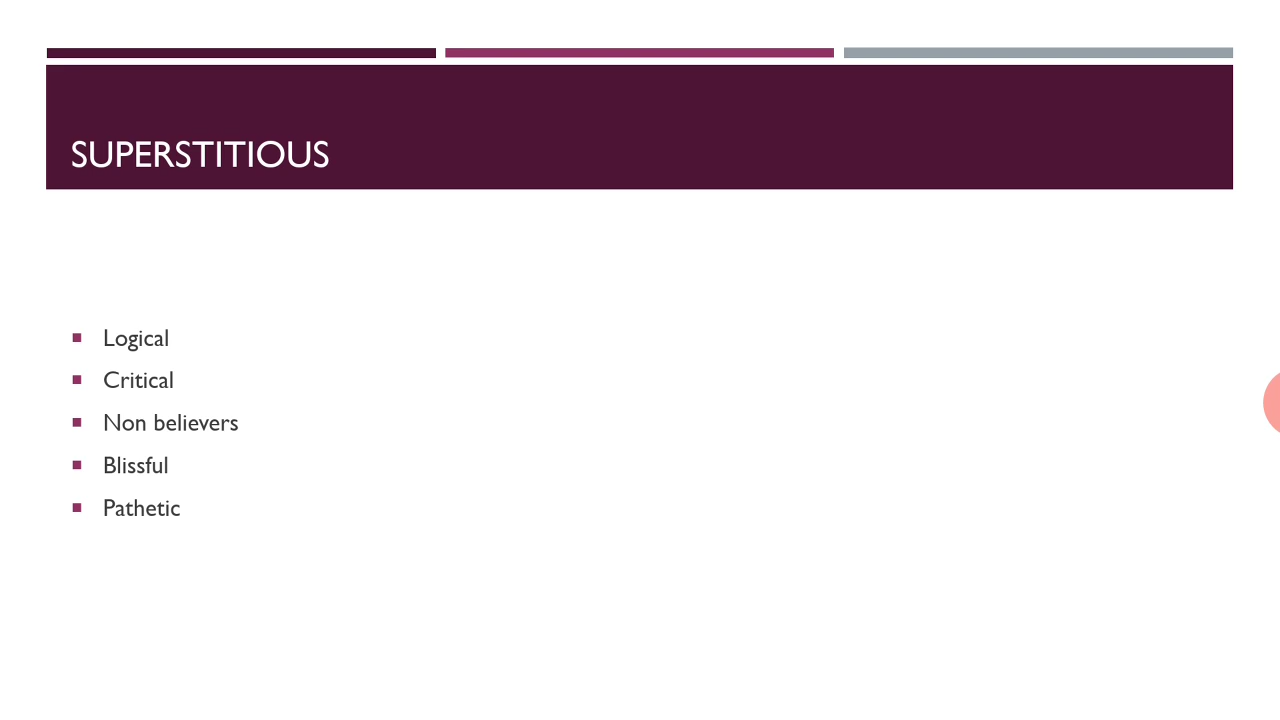 SUPERSTITIOUS
Logical
Critical
Non believers
Blissful
Pathetic